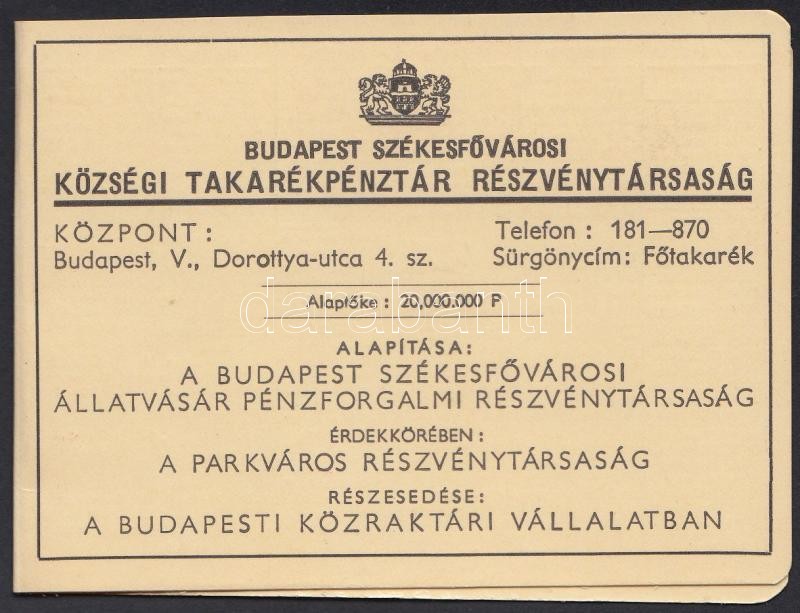 BUDAPEST SZÉKESFŐVÁROSI
KÖZSÉGI TAKARÉKPÉNZTÁR RÉSZVÉNYTÁRSASÁG
KÖZPONT:
Budapest, V., Dorottya-utca 4. sz.
Telefon : 181—870
Sürgönycím: Főtakarék
Alaptőke : 20,000.000 P
darabanth
ALAPÍTÁSA:
A BUDAPEST SZÉKESFŐVÁROSI
ÁLLATVÁSÁR PÉNZFORGALMI RÉSZVÉNYTÁRSASÁG
ÉRDEKKÖRÉBEN:
A PARKVÁROS RÉSZVÉNYTÁRSASÁG
RÉSZESEDÉSE:
A BUDAPESTI KÖZRAKTÁRI VÁLLALATBAN